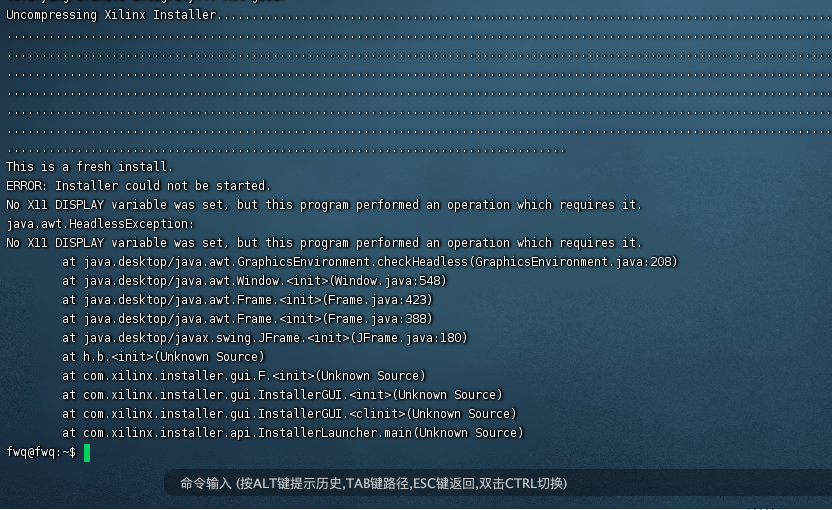 Uncompressing Xilinx Installer.......................................................................................
......................................................................................................................
......................................................................................................................
......................................................................................................................
......................................................................................................................
......................................................................................................................
......................................................................................................................
................................................................................
This is a fresh install.
ERROR: Installer could not be started.
No X11 DISPLAY variable was set, but this program performed an operation which requires it.
java.awt.HeadlessException:
No X11 DISPLAY variable was set, but this program performed an operation which requires it.
        at java.desktop/java.awt.GraphicsEnvironment.checkHeadless(GraphicsEnvironment.java:208)
        at java.desktop/java.awt.Window.<init>(Window.java:548)
        at java.desktop/java.awt.Frame.<init>(Frame.java:423)
        at java.desktop/java.awt.Frame.<init>(Frame.java:388)
        at java.desktop/javax.swing.JFrame.<init>(JFrame.java:180)
        at h.b.<init>(Unknown Source)
        at com.xilinx.installer.gui.F.<init>(Unknown Source)
        at com.xilinx.installer.gui.InstallerGUI.<init>(Unknown Source)
        at com.xilinx.installer.gui.InstallerGUI.<clinit>(Unknown Source)
        at com.xilinx.installer.api.InstallerLauncher.main(Unknown Source)
fwq@fwq:~$
命令输入 (按ALT键提示历史,TAB键路径,ESC键返回,双击CTRL切换)